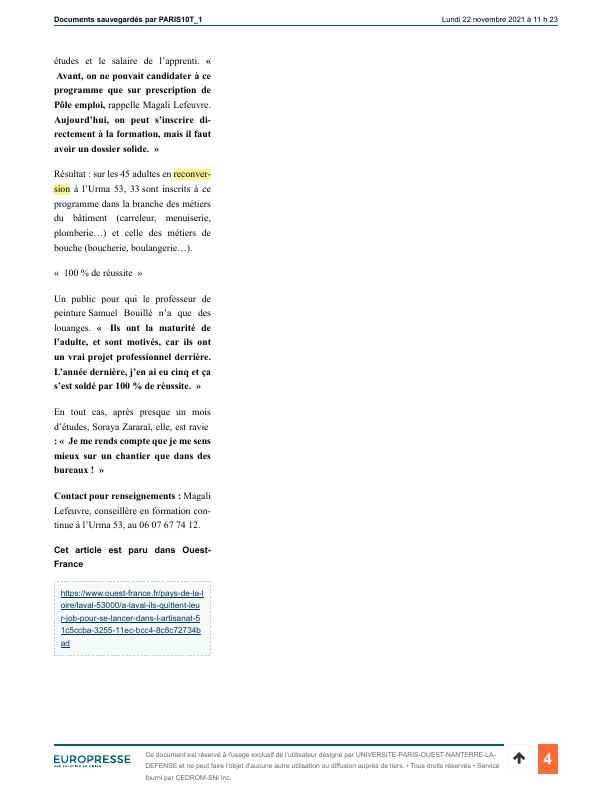 Documents sauvegardés par PARIS10T_1
Lundi 22 novembre 2021 à 11 h 23
études et le salaire de l’apprenti. «
Avant, on ne pouvait candidater à ce
programme que sur prescription de
Pôle emploi, rappelle Magali Lefeuvre.
Aujourd’hui, on peut s’inscrire di-
rectement à la formation, mais il faut
avoir un dossier solide. »
Résultat : sur les 45 adultes en reconver-
sion à l’Urma 53, 33 sont inscrits à ce
programme dans la branche des métiers
du bâtiment (carreleur, menuiserie,
plomberie…) et celle des métiers de
bouche (boucherie, boulangerie…).
« 100 % de réussite »
Un public pour qui le professeur de
peinture Samuel Bouillé n’a que des
louanges. « Ils ont la maturité de
l’adulte, et sont motivés, car ils ont
un vrai projet professionnel derrière.
L’année dernière, j’en ai eu cinq et ça
s’est soldé par 100 % de réussite. »
En tout cas, après presque un mois
d’études, Soraya Zararaï, elle, est ravie
: « Je me rends compte que je me sens
mieux sur un chantier que dans des
bureaux ! »
Contact pour renseignements : Magali
Lefeuvre, conseillère en formation con-
tinue à l’Urma 53, au 06 07 67 74 12.
Cet article est paru dans Ouest-
France
https://www.ouest-france.fr/pays-de-la-l
oire/laval-53000/a-laval-ils-quittent-leu
r-job-pour-se-lancer-dans-l-artisanat-5
1c5ccba-3255-11ec-bcc4-8c8c72734b
ad
EUROPRESSE
Ce document est réservé à l'usage exclusif de l'utilisateur désigné par UNIVERSITE-PARIS-OUEST-NANTERRE-LA-
DEFENSE et ne peut faire l'objet d'aucune autre utilisation ou diffusion auprès de tiers. • Tous droits réservés • Service
fourni par CEDROM-SNi Inc.
4